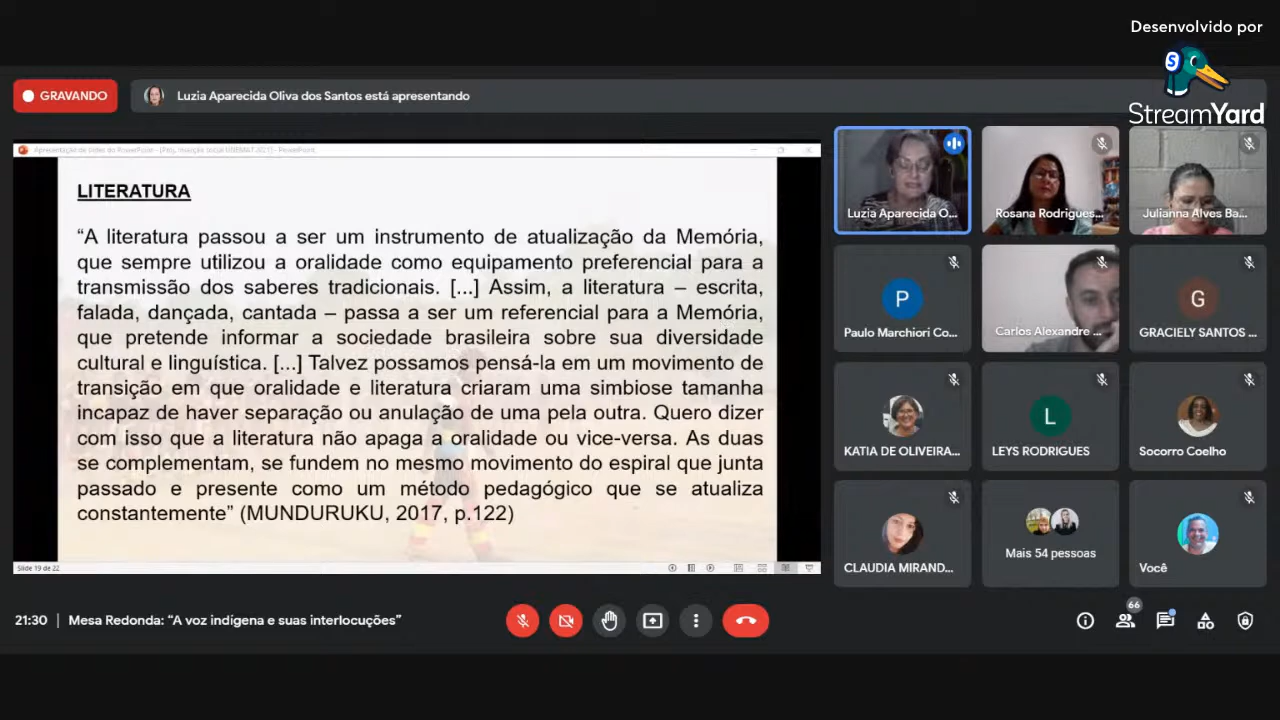 Desenvolvido por
StreamYard
GRAVANDO
Luzia Aparecida Oliva dos Santos está apresentando
LITERATURA
“A literatura passou a ser um instrumento de atualização da Memória,
que sempre utilizou a oralidade como equipamento preferencial para a
transmissão dos saberes tradicionais. [...] Assim, a literatura – escrita,
falada, dançada, cantada – passa a ser um referencial para a Memória,
que pretende informar a sociedade brasileira sobre sua diversidade
cultural e linguística. [...] Talvez possamos pensá-la em um movimento de
transição em que oralidade e literatura criaram uma simbiose tamanha
incapaz de haver separação ou anulação de uma pela outra. Quero dizer
com isso que a literatura não apaga a oralidade ou vice-versa. As duas
se complementam, se fundem no mesmo movimento do espiral que junta
passado e presente como um método pedagógico que se atualiza
constantemente” (MUNDURUKU, 2017, p.122)
Slide 19 de 22
Luzia Aparecida O...
Rosana Rodrigues...
Julianna Alves Ba...
P
Paulo Marchiori Co...
Carlos Alexandre ...
G
GRACIELY SANTOS ...
KATIA DE OLIVEIRA...
L
LEYS RODRIGUES
Socorro Coelho
CLAUDIA MIRAND...
Mais 54 pessoas
Você
21:30 | Mesa Redonda: “A voz indígena e suas interlocuções”
66